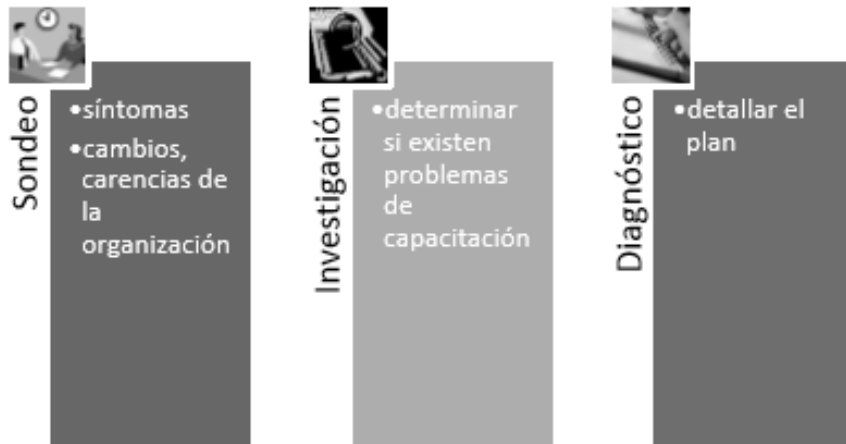 Sondeo
•síntomas
•cambios,
carencias de
la
organización
Investigación
•determinar
si existen
problemas
de
capacitación
Diagnóstico
•detallar el
plan